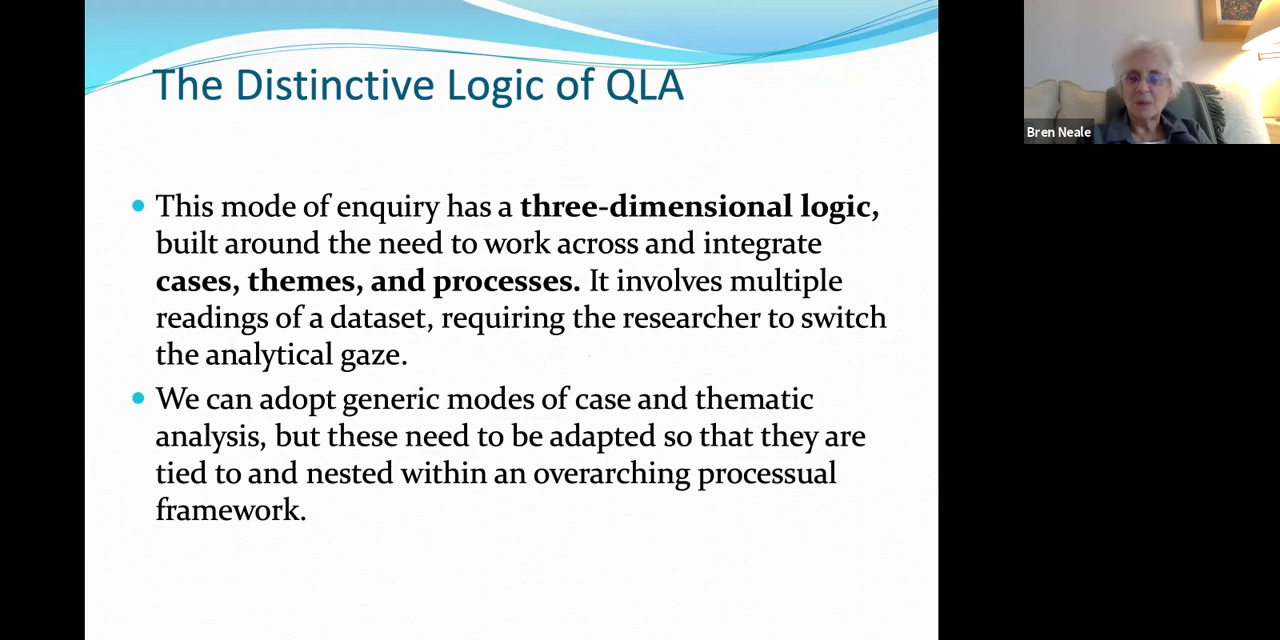 The Distinctive Logic of QLA
Bren Neale
This mode of enquiry has a three-dimensional logic,
built around the need to work across and integrate
cases, themes, and processes. It involves multiple
readings of a dataset, requiring the researcher to switch
the analytical gaze.
We can adopt generic modes of case and thematic
analysis, but these need to be adapted so that they are
tied to and nested within an overarching processual
framework.